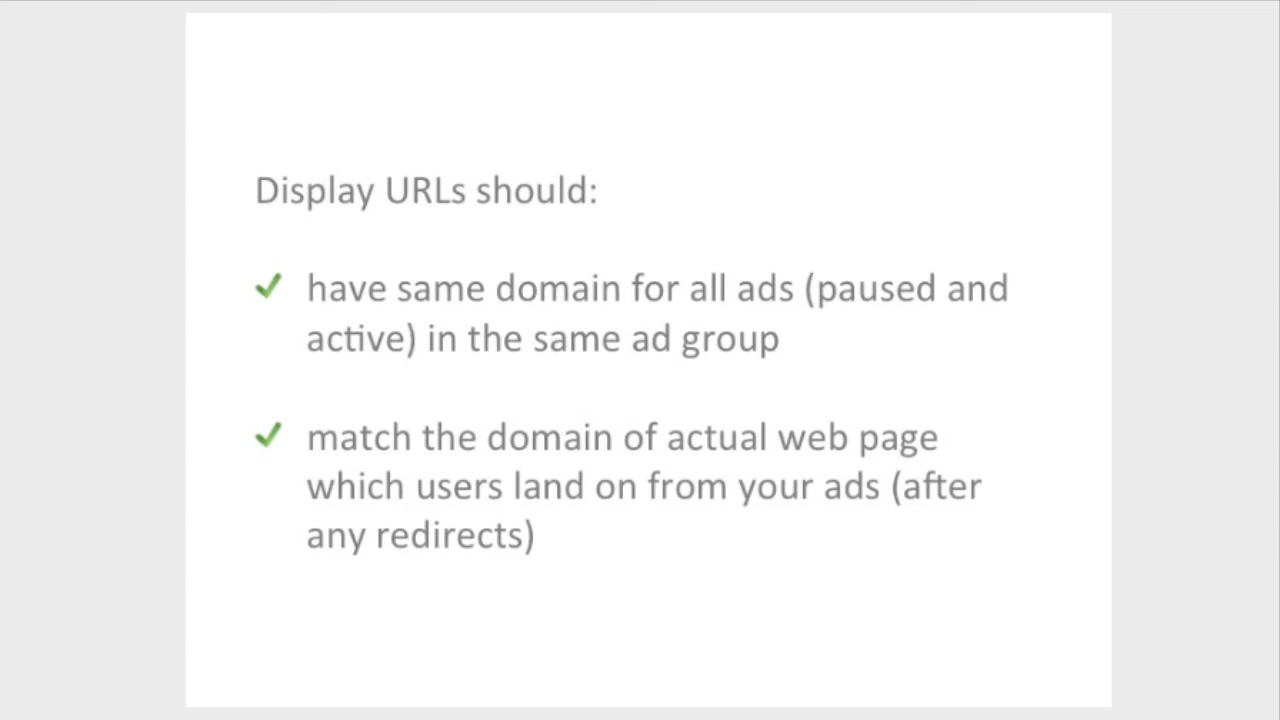 Display URLs should:
have same domain for all ads (paused and
active) in the same ad group
match the domain of actual web page
which users land on from your ads (after
any redirects)